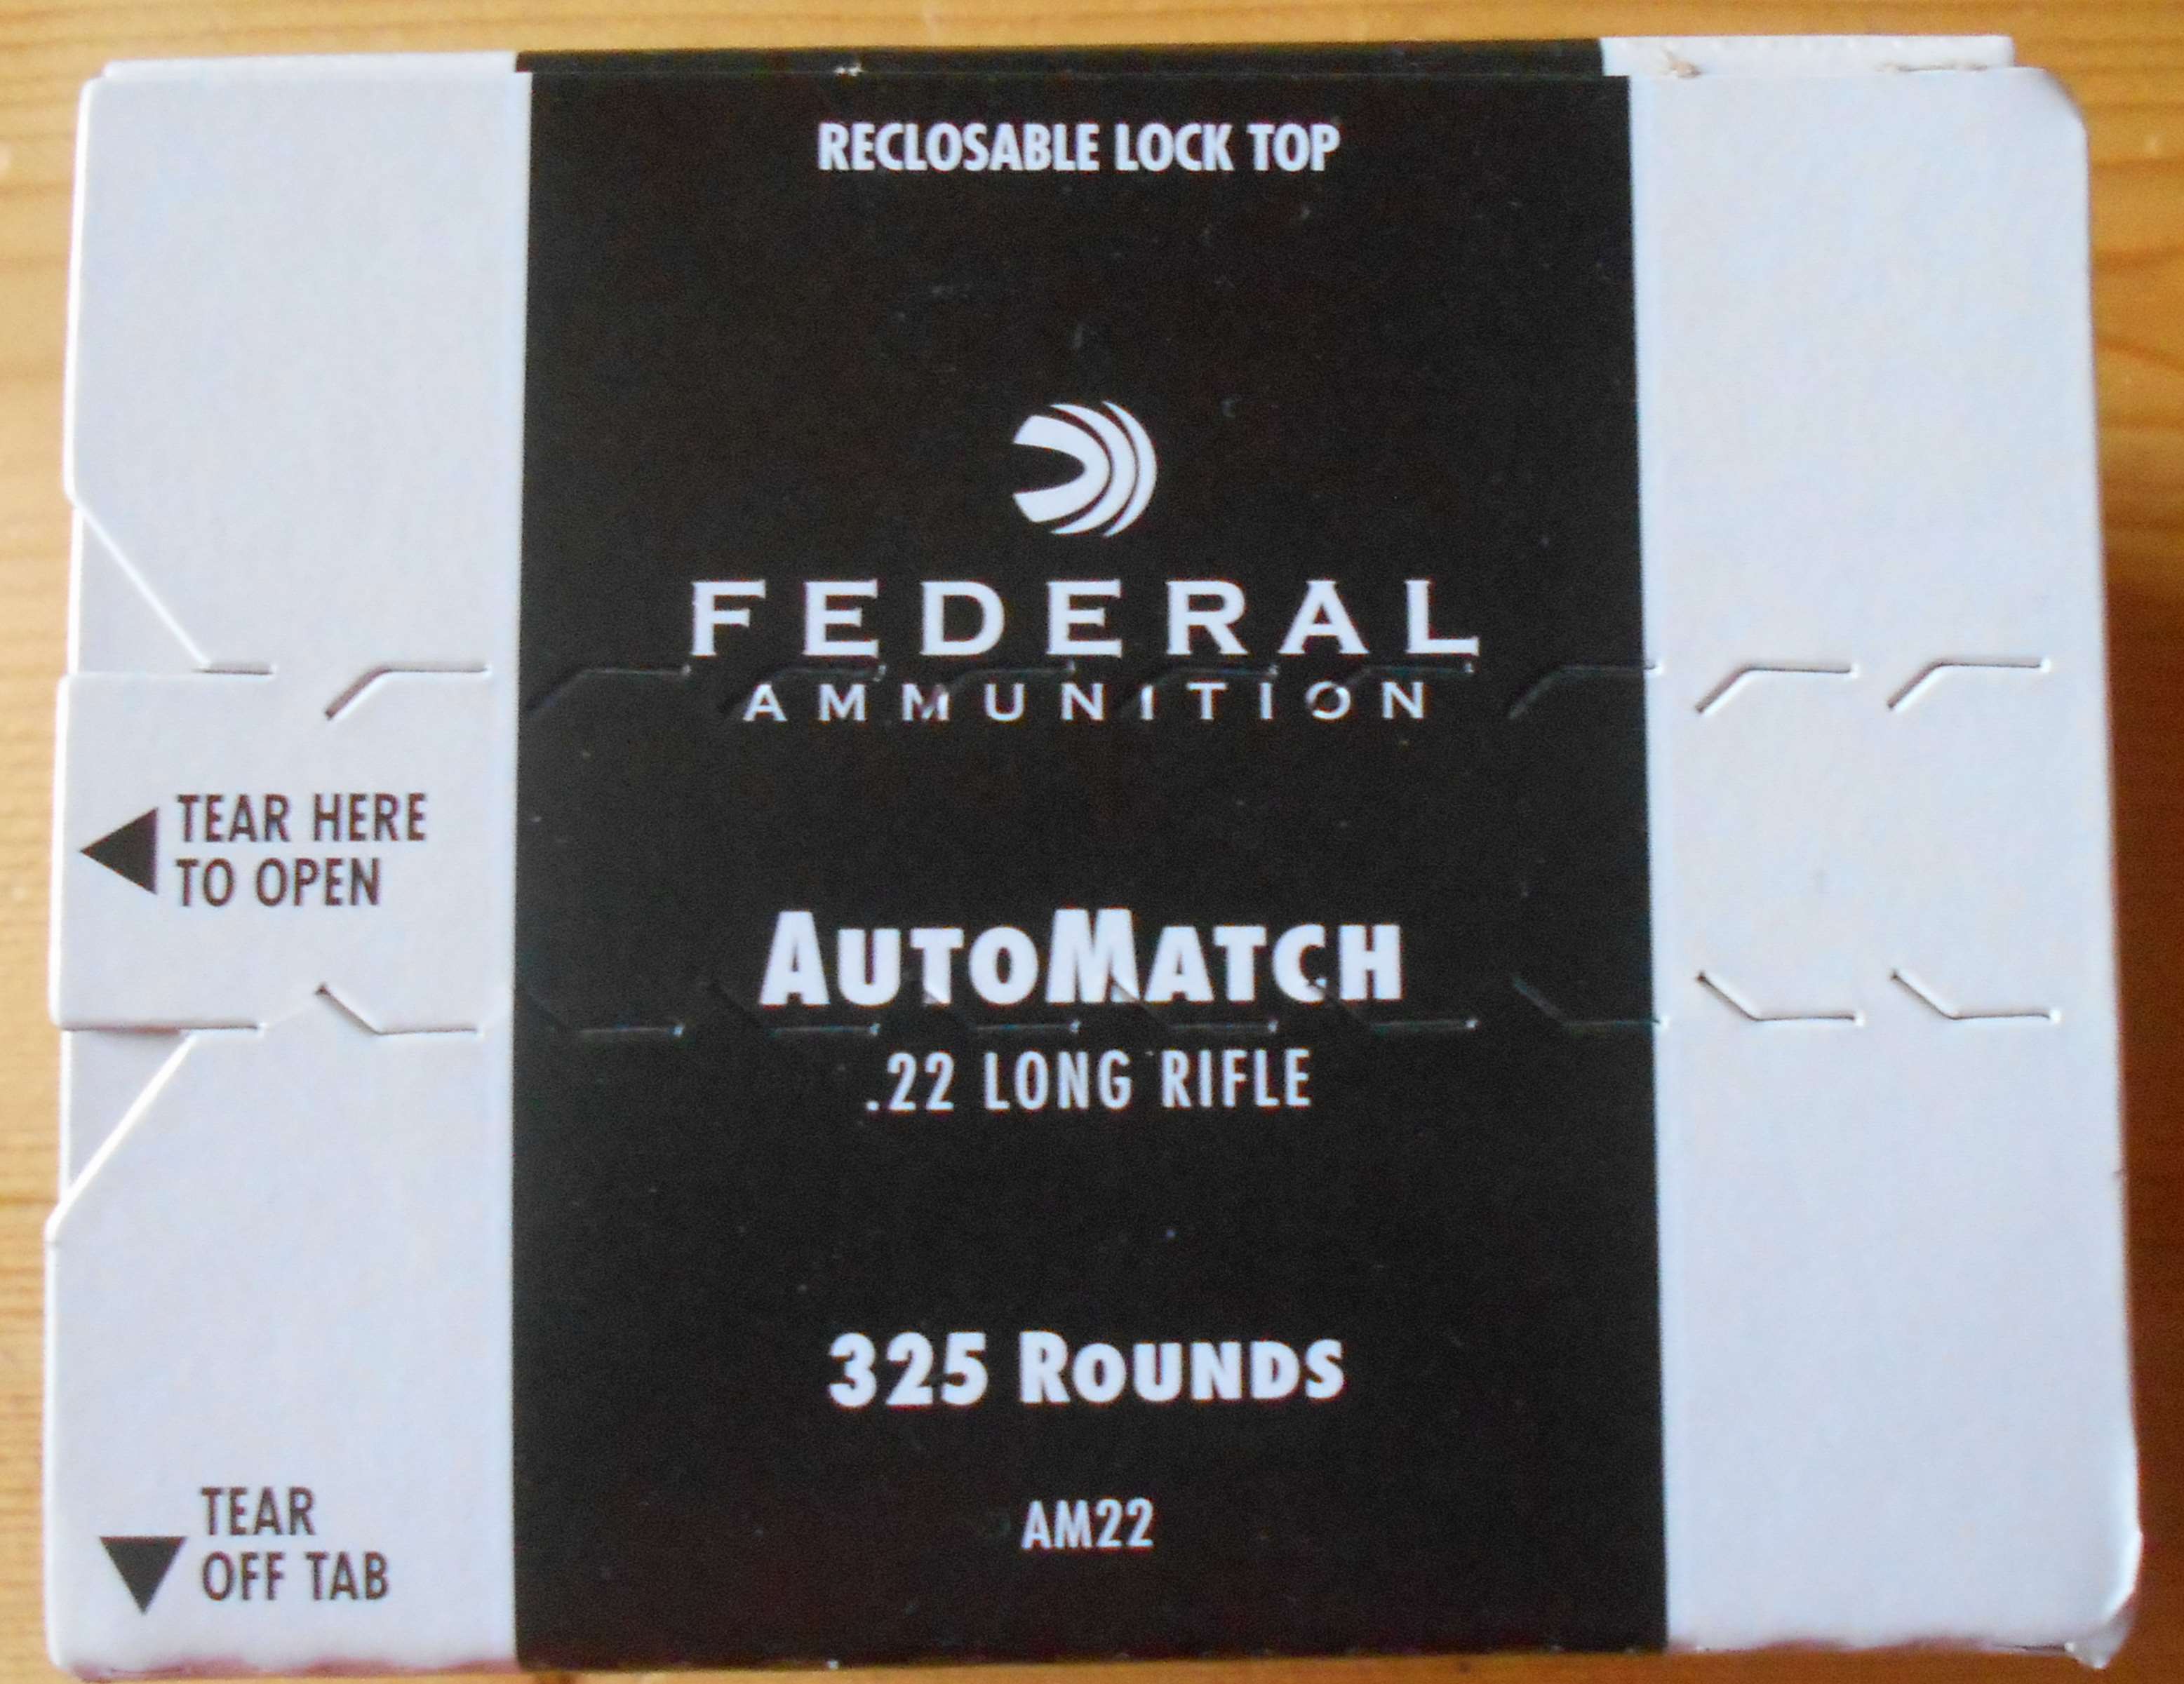 RECLOSABLE LOCK TOP
FEDERAL
AMMUNITION
TEAR HERE
TO OPEN
AUTOMATCH
.22 LONG RIFLE
325 ROUNDS
AM22
TEAR
OFF TAB